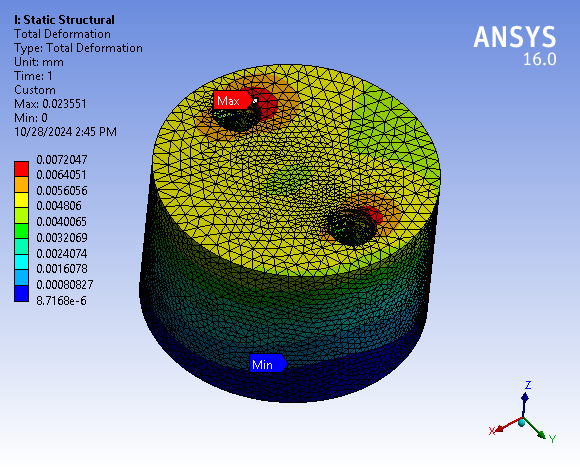 I: Static Structural
Total Deformation
Type: Total Deformation
Unit: mm
Time: 1
Custom
Max: 0.023551
Min: 0
10/28/2024 2:45 PM
ANSYS
16.0
0.0072047
0.0064051
0.0056056
0.004806
0.0040065
0.0032069
0.0024074
0.0016078
0.00080827
8.7168e-6
Max
Min
Z
X
Y